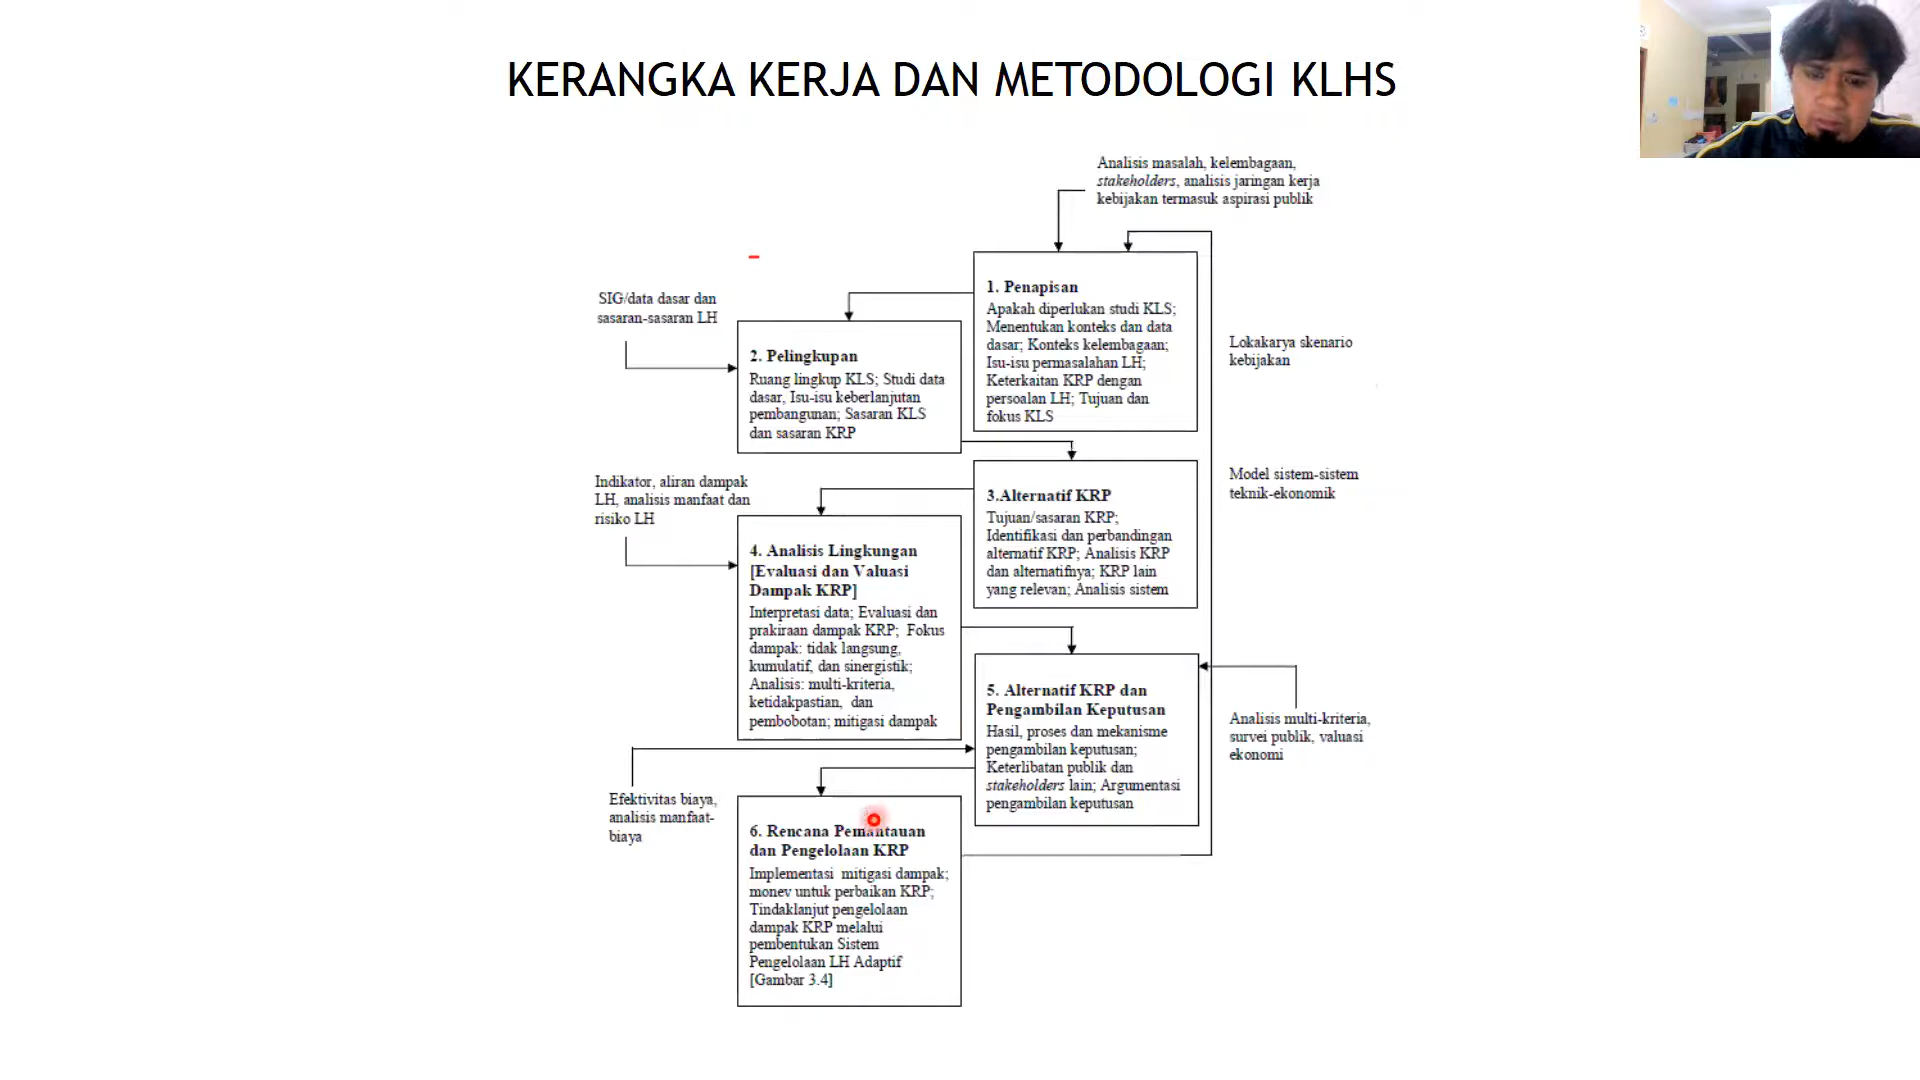 KERANGKA KERJA DAN METODOLOGI KLHS
Analisis masalah, kelembagaan,
stakeholders, analisis jaringan kerja
kebijakan termasuk aspirasi publik
1. Penapisan
Apakah diperlukan studi KLS;
Menentukan konteks dan data
dasar; Konteks kelembagaan;
Isu-isu permasalahan LH;
Keterkaitan KRP dengan
persoalan LH; Tujuan dan
fokus KLS
SIG/data dasar dan
sasaran-sasaran LH
2. Pelingkupan
Ruang lingkup KLS; Studi data
dasar, Isu-isu keberlanjutan
pembangunan; Sasaran KLS
dan sasaran KRP
Lokakarya skenario
kebijakan
3.Alternatif KRP
Tujuan/sasaran KRP;
Identifikasi dan perbandingan
alternatif KRP; Analisis KRP
dan alternatifnya; KRP lain
yang relevan; Analisis sistem
Model sistem-sistem
teknik-ekonomik
Indikator, aliran dampak
LH, analisis manfaat dan
risiko LH
4. Analisis Lingkungan
[Evaluasi dan Valuasi
Dampak KRP]
Interpretasi data; Evaluasi dan
prakiraan dampak KRP; Fokus
dampak: tidak langsung,
kumulatif, dan sinergistik;
Analisis: multi-kriteria,
ketidakpastian, dan
pembobotan; mitigasi dampak
5. Alternatif KRP dan
Pengambilan Keputusan
Hasil, proses dan mekanisme
pengambilan keputusan;
Keterlibatan publik dan
stakeholders lain; Argumentasi
pengambilan keputusan
Analisis multi-kriteria,
survei publik, valuasi
ekonomi
Efektivitas biaya,
analisis manfaat-
biaya
6. Rencana Pemantauan
dan Pengelolaan KRP
Implementasi mitigasi dampak;
monev untuk perbaikan KRP;
Tindaklanjut pengelolaan
dampak KRP melalui
pembentukan Sistem
Pengelolaan LH Adaptif
[Gambar 3.4]